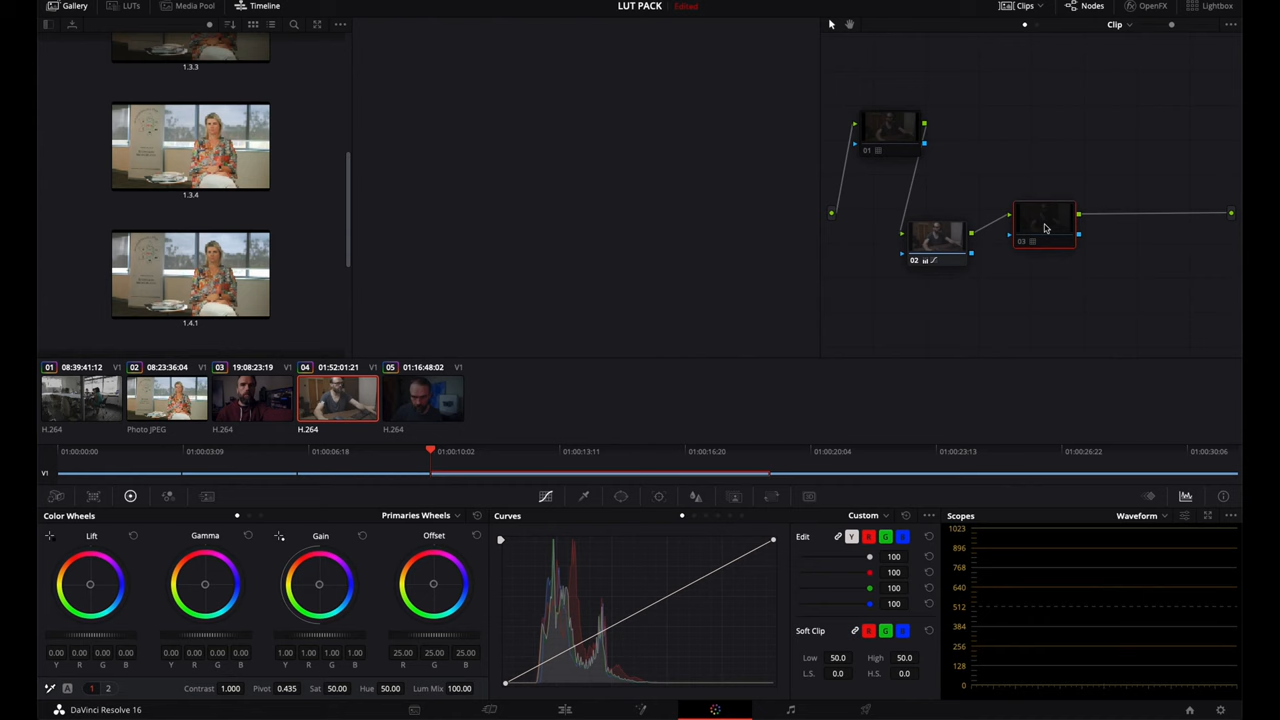 Gallery LUTs Media Pool Timeline LUT PACK Edited Clips Nodes OpenFX Lightbox
Clip
1.3.3
1.3.4
1.4.1
01
02
03
01 08:39:41:12 V1 02 08:23:36:04 V1 03 19:08:23:19 V1 04 01:52:01:21 V1 05 01:16:48:02 V1
H.264 Photo JPEG H.264 H.264 H.264
01:00:00:00 01:00:03:09 01:00:06:18 01:00:10:02 01:00:13:11 01:00:16:20 01:00:20:04 01:00:23:13 01:00:26:22 01:00:30:06
V1
Color Wheels Primaries Wheels Curves Custom Scopes Waveform
Lift Gamma Gain Offset
Edit Y R G B
100
100
100
100
Soft Clip R G B
Low 50.0 High 50.0
L.S. 0.0 H.S. 0.0
1023
896
768
640
512
384
256
128
0
0.00 0.00 0.00 0.00 0.00 0.00 0.00 0.00 1.00 1.00 1.00 1.00 25.00 25.00 25.00
Y R G B Y R G B Y R G B R G B
A 1 2 Contrast 1.000 Pivot 0.435 Sat 50.00 Hue 50.00 Lum Mix 100.00
DaVinci Resolve 16